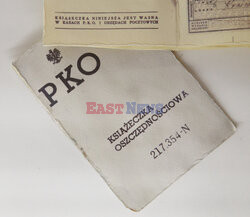 KSIĄŻECZKA NINIEJSZA JEST WAŻNA
W KASACH P.K.O. I URZĘDACH POCZTOWYCH
PKO
EAST NEWS
KSIĄŻECZKA
OSZCZĘDNOŚCIOWA
217.354-N